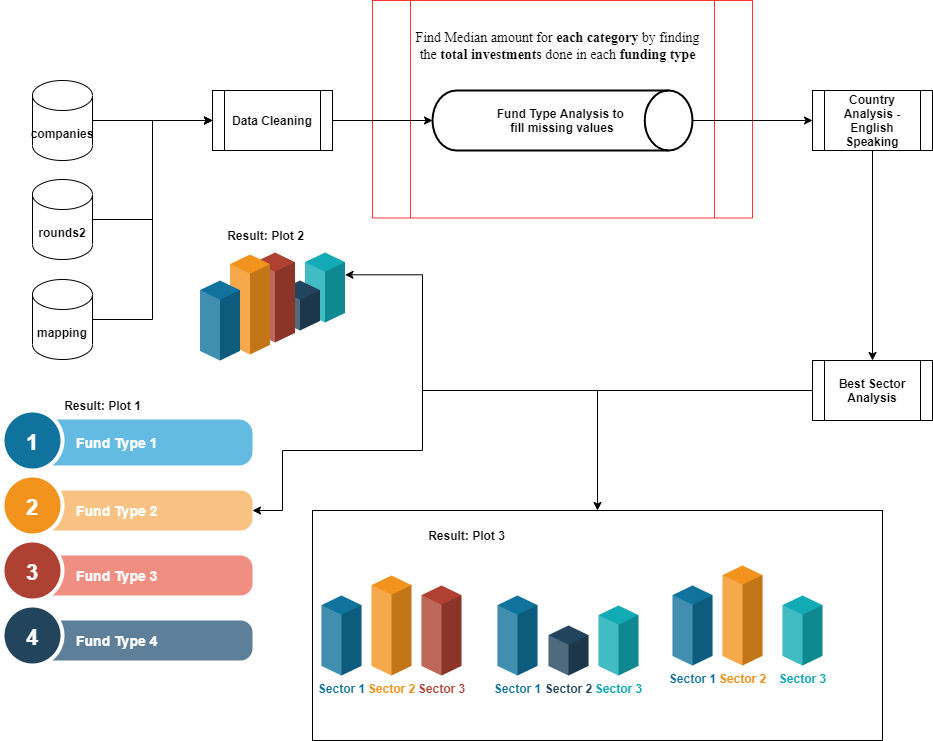 Find Median amount for each category by finding
the total investments done in each funding type
companies
Data Cleaning
Fund Type Analysis to
fill missing values
Country
Analysis -
English
Speaking
rounds2
mapping
Result: Plot 2
Best Sector
Analysis
Result: Plot 1
1
Fund Type 1
2
Fund Type 2
3
Fund Type 3
4
Fund Type 4
Result: Plot 3
Sector 1 Sector 2 Sector 3
Sector 1 Sector 2 Sector 3
Sector 1 Sector 2 Sector 3